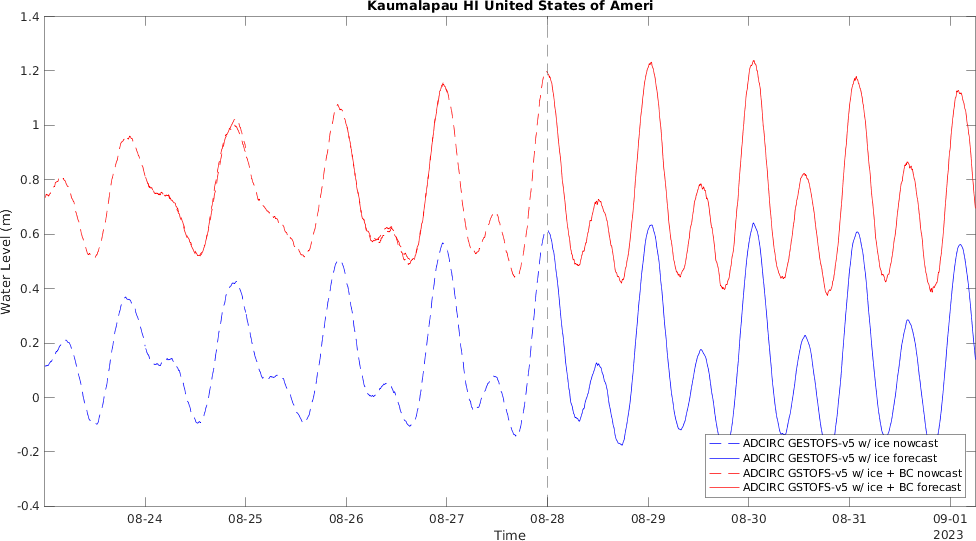 Kaumalapau HI United States of Ameri
1.4
1.2
1
0.8
0.6
0.4
0.2
0
-0.2
-0.4
Water Level (m)
ADCIRC GESTOFS-v5 w/ ice nowcast
ADCIRC GESTOFS-v5 w/ ice forecast
ADCIRC GSTOFS-v5 w/ ice + BC nowcast
ADCIRC GSTOFS-v5 w/ ice + BC forecast
08-24 08-25 08-26 08-27 08-28 08-29 08-30 08-31 09-01
Time 2023